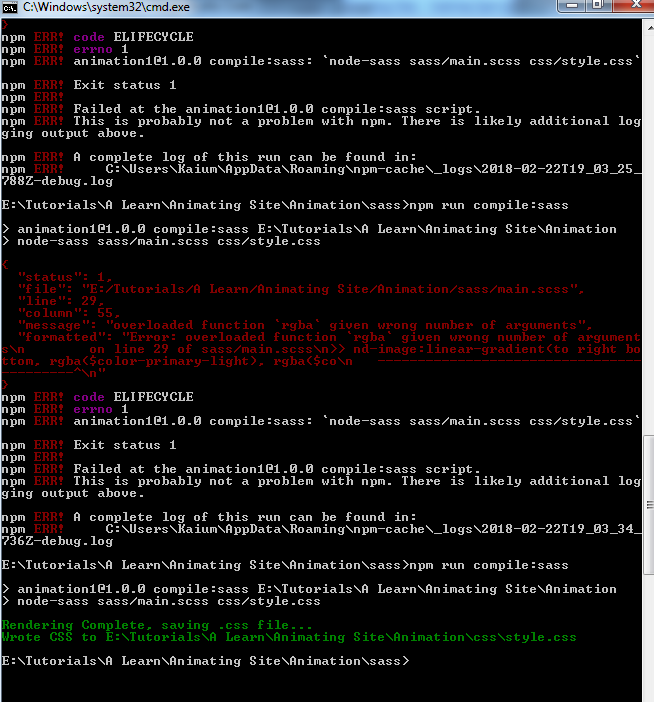 C:\Windows\system32\cmd.exe
}
npm ERR! code ELIFECYCLE
npm ERR! errno 1
npm ERR! animation1@1.0.0 compile:sass: `node-sass sass/main.scss css/style.css`
npm ERR! Exit status 1
npm ERR!
npm ERR! Failed at the animation1@1.0.0 compile:sass script.
npm ERR! This is probably not a problem with npm. There is likely additional log
ging output above.
npm ERR! A complete log of this run can be found in:
npm ERR!     C:\Users\Kaium\AppData\Roaming\npm-cache\_logs\2018-02-22T19_03_25_
788Z-debug.log
E:\Tutorials\A Learn\Animating Site\Animation\sass>npm run compile:sass
> animation1@1.0.0 compile:sass E:\Tutorials\A Learn\Animating Site\Animation
> node-sass sass/main.scss css/style.css
{
  "status": 1,
  "file": "E:/Tutorials/A Learn/Animating Site/Animation/sass/main.scss",
  "line": 29,
  "column": 55,
  "message": "overloaded function `rgba` given wrong number of arguments",
  "formatted": "Error: overloaded function `rgba` given wrong number of argument
s\n        on line 29 of sass/main.scss\n>> nd-image:linear-gradient(to right bo
ttom, rgba($color-primary-light), rgba($co\n   ---------------------------------
---------^\n"
}
npm ERR! code ELIFECYCLE
npm ERR! errno 1
npm ERR! animation1@1.0.0 compile:sass: `node-sass sass/main.scss css/style.css`
npm ERR! Exit status 1
npm ERR!
npm ERR! Failed at the animation1@1.0.0 compile:sass script.
npm ERR! This is probably not a problem with npm. There is likely additional log
ging output above.
npm ERR! A complete log of this run can be found in:
npm ERR!     C:\Users\Kaium\AppData\Roaming\npm-cache\_logs\2018-02-22T19_03_34_
736Z-debug.log
E:\Tutorials\A Learn\Animating Site\Animation\sass>npm run compile:sass
> animation1@1.0.0 compile:sass E:\Tutorials\A Learn\Animating Site\Animation
> node-sass sass/main.scss css/style.css
Rendering Complete, saving .css file...
Wrote CSS to E:\Tutorials\A Learn\Animating Site\Animation\css\style.css
E:\Tutorials\A Learn\Animating Site\Animation\sass>